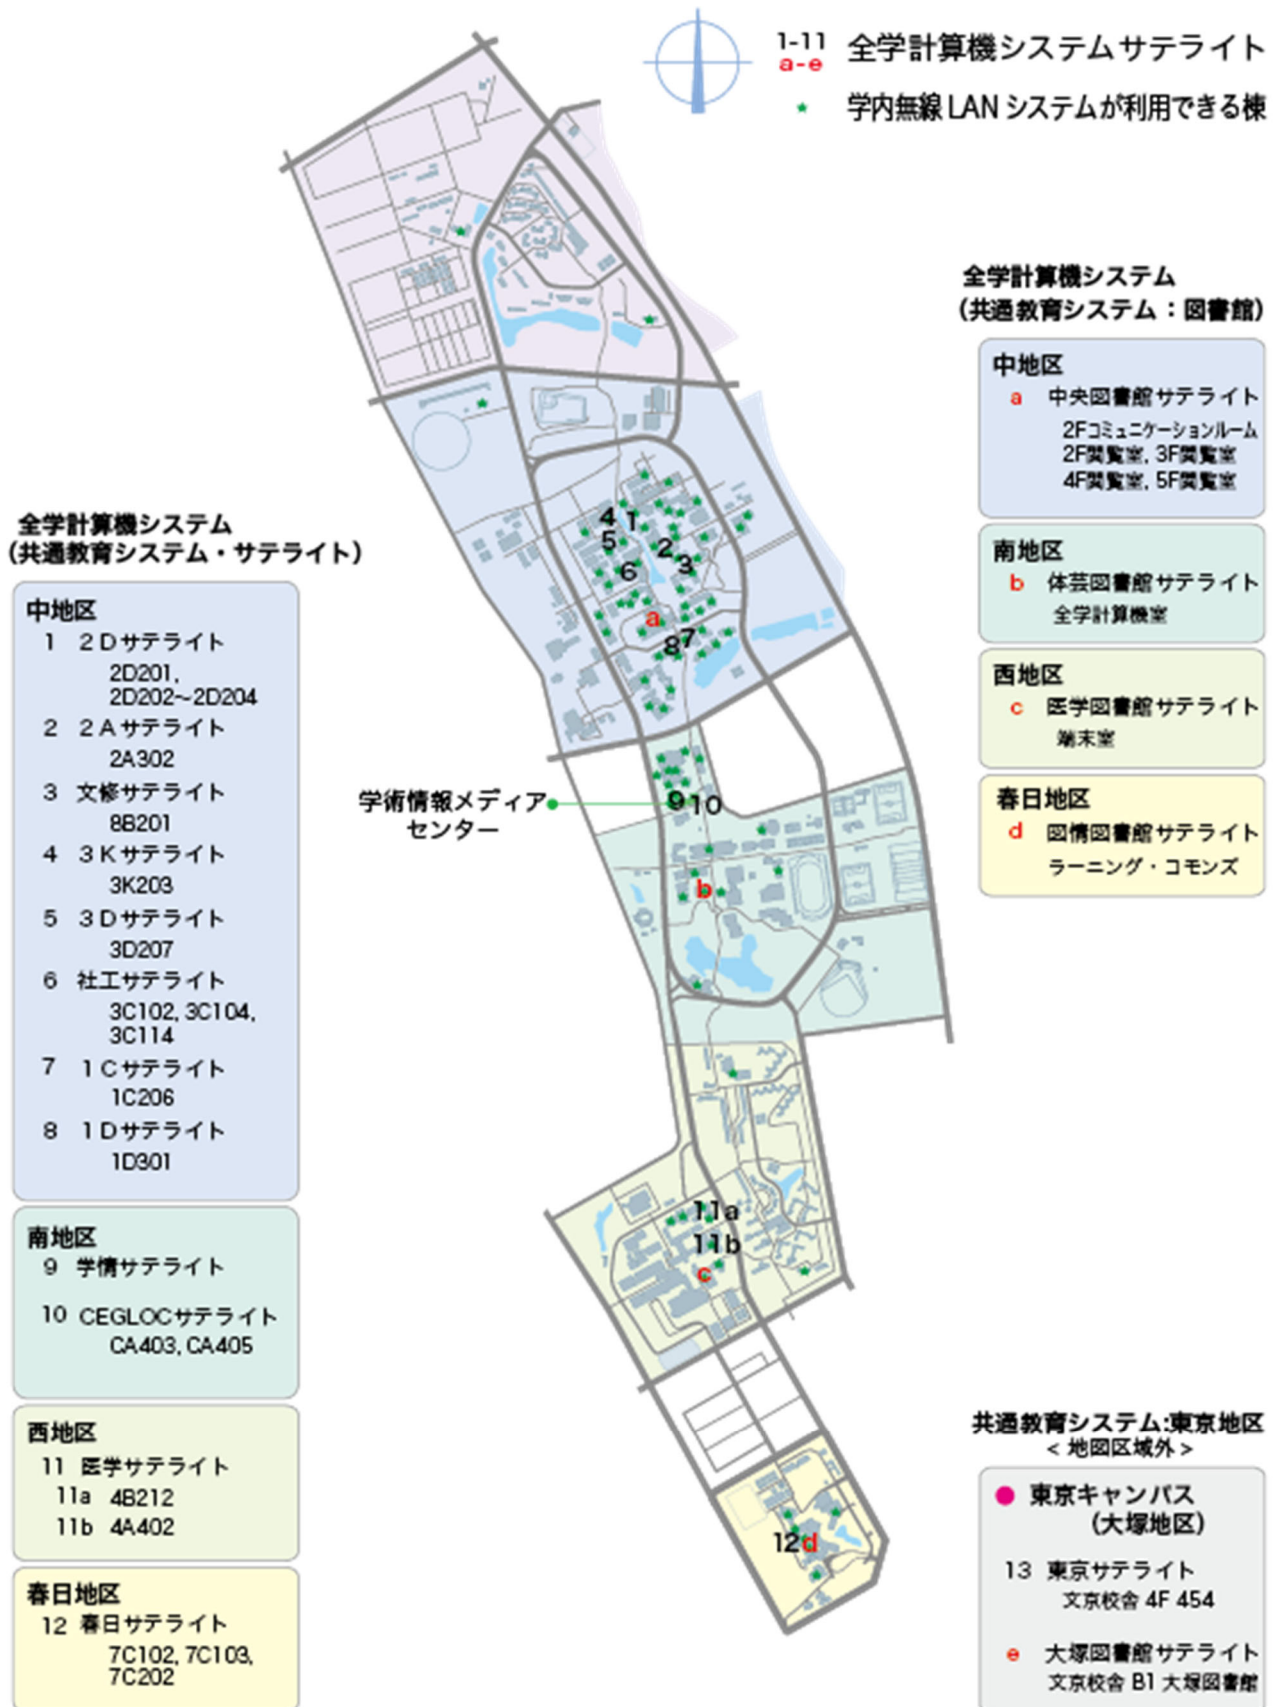 1-11
a-e
全学計算機システムサテライト
★ 学内無線 LAN システムが利用できる棟
全学計算機システム
(共通教育システム：図書館)
中地区
a 中央図書館サテライト
2Fコミュニケーションルーム
2F閲覧室, 3F閲覧室
4F閲覧室, 5F閲覧室
南地区
b 体芸図書館サテライト
全学計算機室
西地区
c 医学図書館サテライト
端末室
春日地区
d 図情図書館サテライト
ラーニング・コモンズ
全学計算機システム
(共通教育システム・サテライト)
中地区
1 2Dサテライト
2D201,
2D202～2D204
2 2Aサテライト
2A302
3 文修サテライト
8B201
4 3Kサテライト
3K203
5 3Dサテライト
3D207
6 社工サテライト
3C102, 3C104,
3C114
7 1Cサテライト
1C206
8 1Dサテライト
1D301
南地区
9 学情サテライト
10 CEGLOCサテライト
CA403, CA405
西地区
11 医学サテライト
11a 4B212
11b 4A402
春日地区
12 春日サテライト
7C102, 7C103,
7C202
4
1
5
2
6
3
a
8
7
学術情報メディア
センター
9
10
b
11a
11b
c
12
d
共通教育システム:東京地区
< 地図区域外 >
東京キャンパス
(大塚地区)
13 東京サテライト
文京校舎 4F 454
e 大塚図書館サテライト
文京校舎 B1 大塚図書館